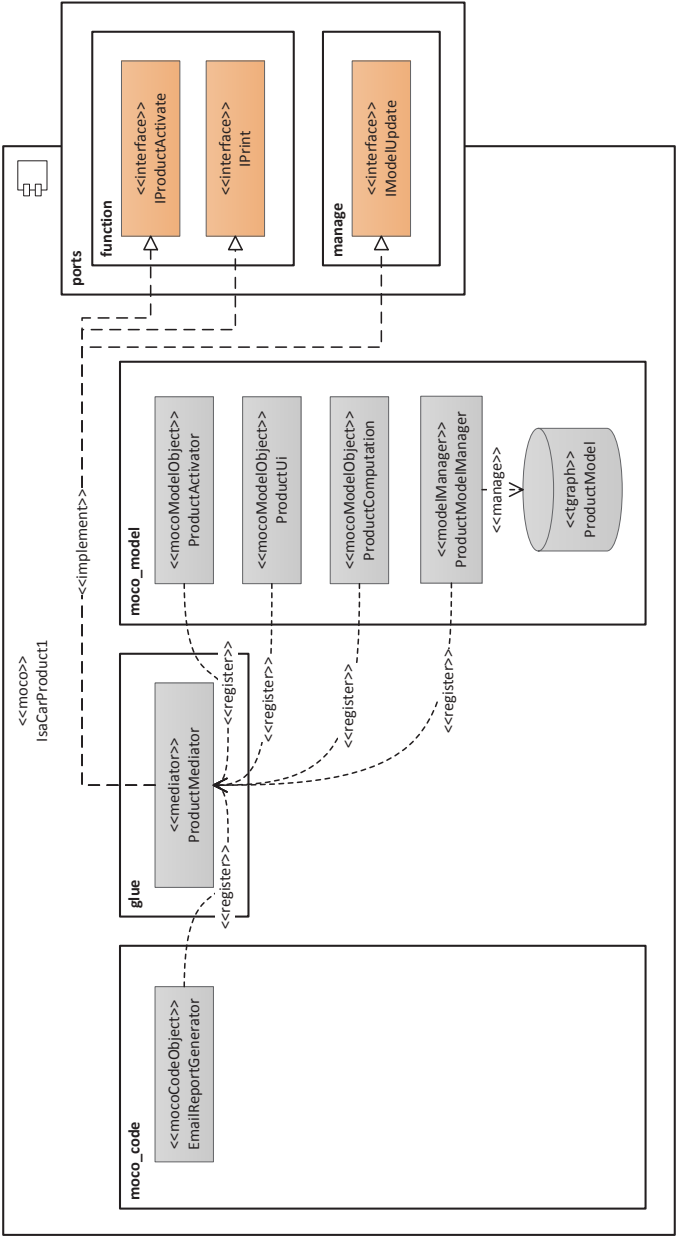 <<moco>>
IsaCarProduct1
<<implement>>
moco_code
<<mocoCodeObject>>
EmailReportGenerator
<<register>>
glue
<<mediator>>
ProductMediator
<<register>>
<<register>>
<<register>>
<<register>>
moco_model
<<mocoModelObject>>
ProductActivator
<<mocoModelObject>>
ProductUi
<<mocoModelObject>>
ProductComputation
<<modelManager>>
ProductModelManager
<<manage>>
<<tgraph>>
ProductModel
ports
function
<<interface>>
IProductActivate
<<interface>>
IPrint
manage
<<interface>>
IModelUpdate